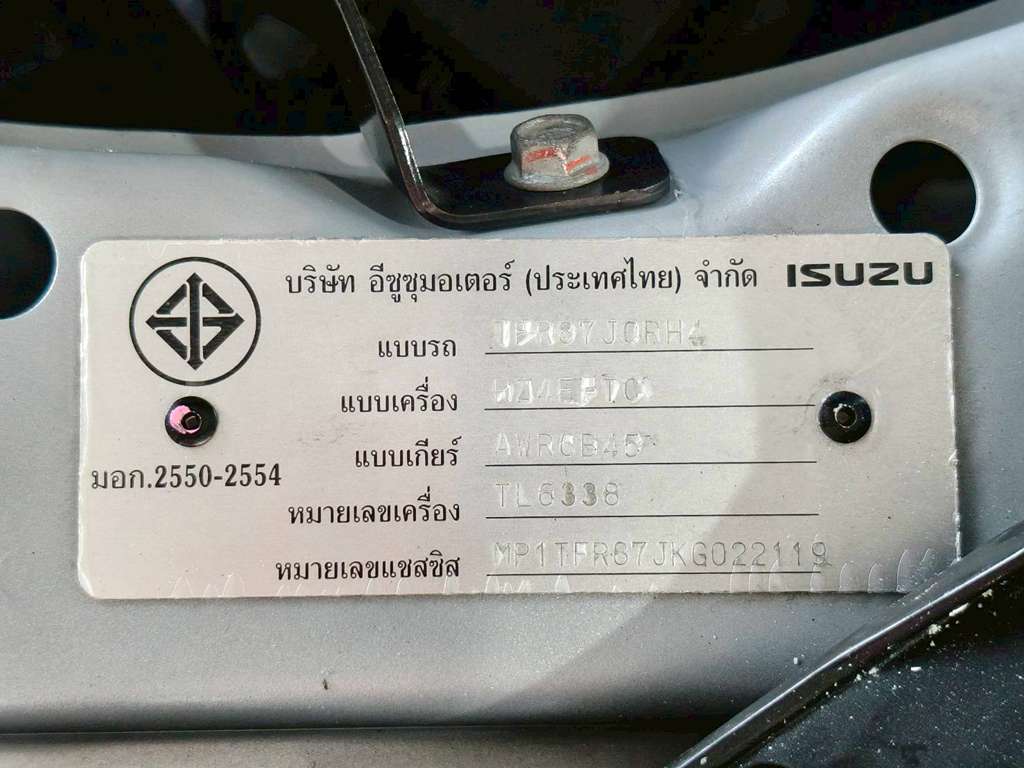 บริษัท อีซูซุมอเตอร์ (ประเทศไทย) จำกัด ISUZU
แบบรถ
แบบเครื่อง
แบบเกียร์ AWRCB45
หมายเลขเครื่อง TL6338
หมายเลขแชสซิส MP1TFR87JKG022119
มอก.2550-2554